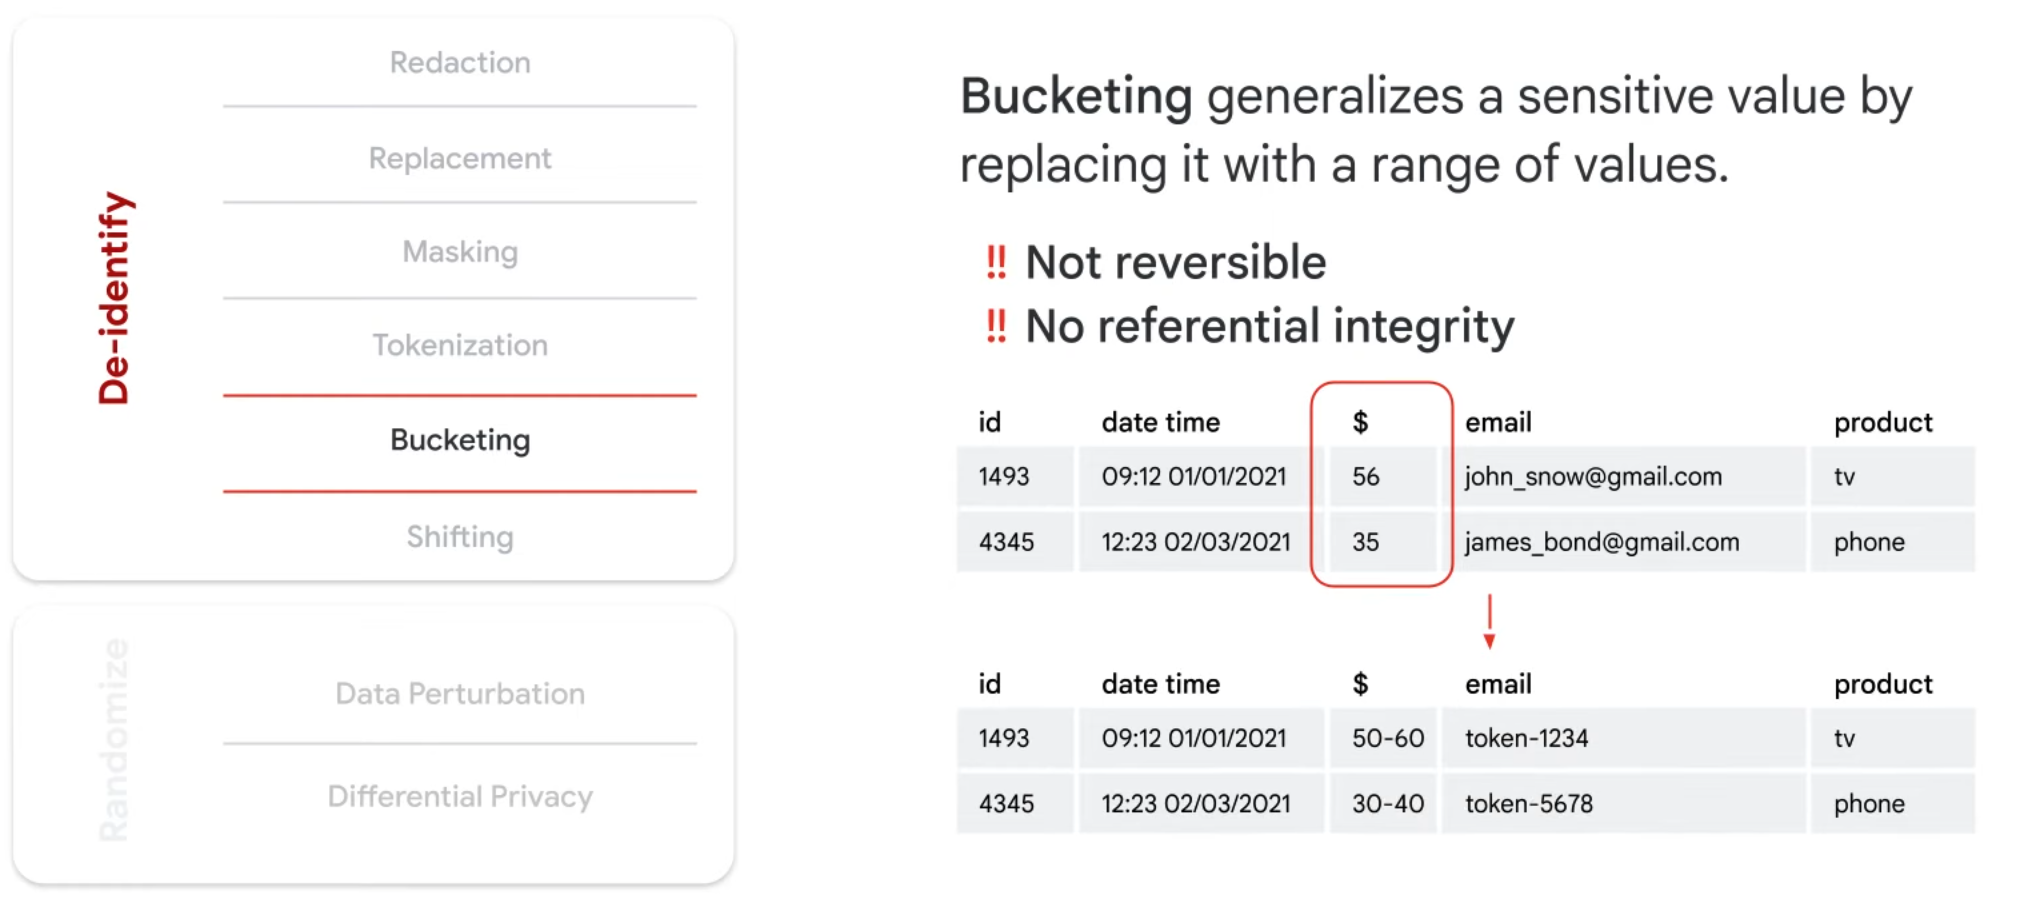 De-identify
Redaction
Replacement
Masking
Tokenization
Bucketing
Shifting
Randomize
Data Perturbation
Differential Privacy
Bucketing generalizes a sensitive value by
replacing it with a range of values.
!! Not reversible
!! No referential integrity
id date time $ email product
1493 09:12 01/01/2021 56 john_snow@gmail.com tv
4345 12:23 02/03/2021 35 james_bond@gmail.com phone
id date time $ email product
1493 09:12 01/01/2021 50-60 token-1234 tv
4345 12:23 02/03/2021 30-40 token-5678 phone